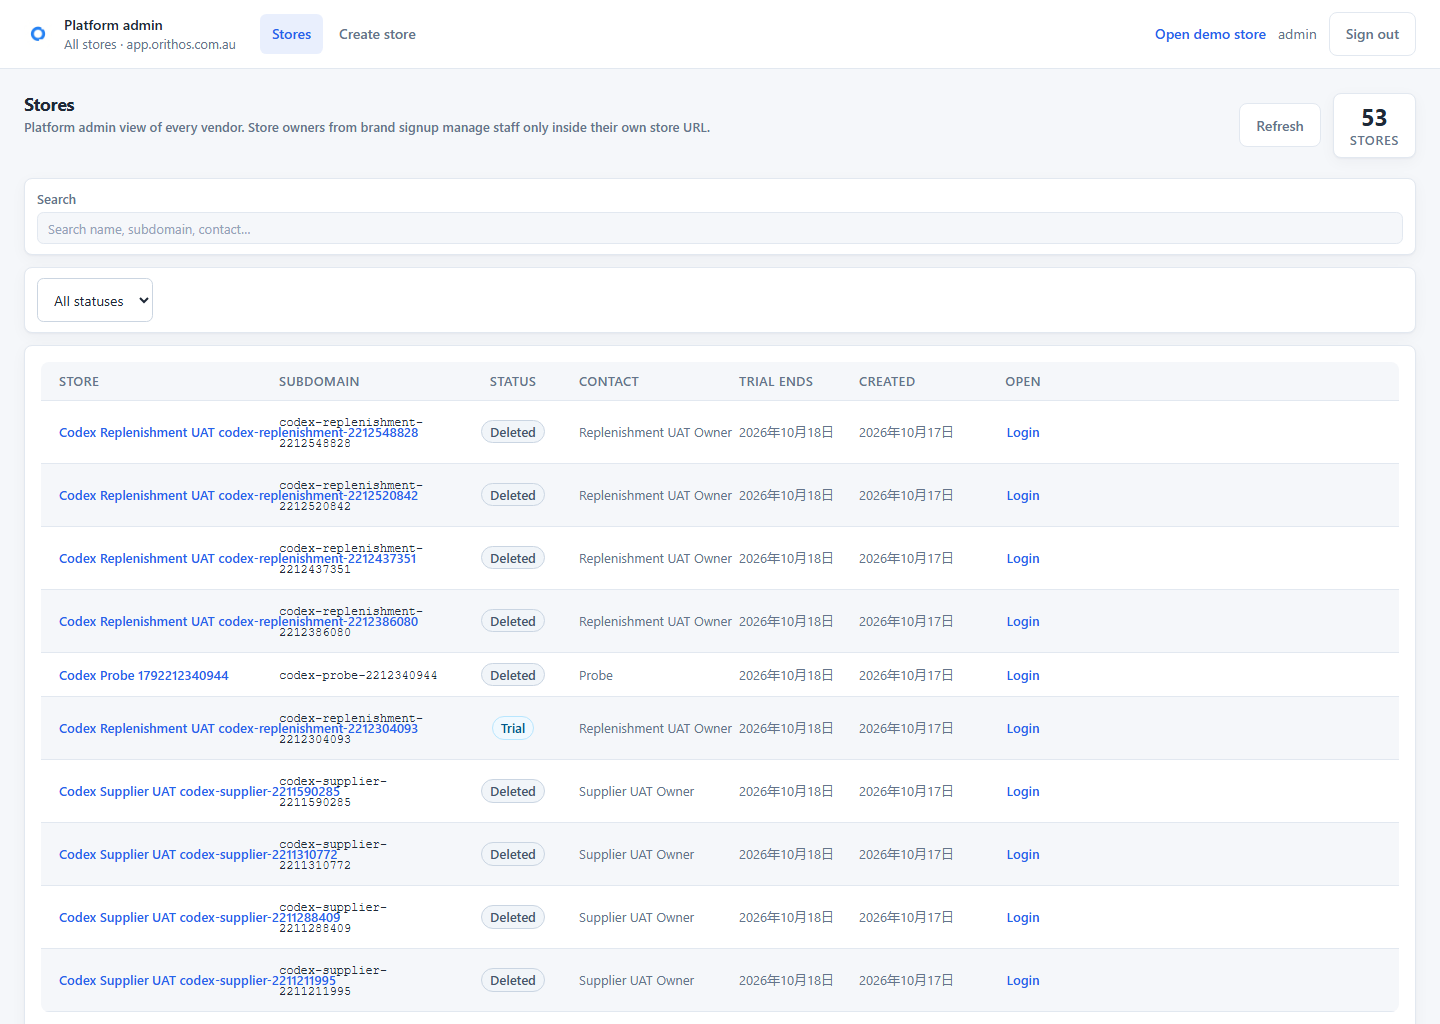 Platform admin
All stores · app.orithos.com.au
Stores
Create store
Open demo store
admin
Sign out
Stores
Platform admin view of every vendor. Store owners from brand signup manage staff only inside their own store URL.
Refresh
53
STORES
Search
Search name, subdomain, contact...
All statuses
STORE SUBDOMAIN STATUS CONTACT TRIAL ENDS CREATED OPEN
Codex Replenishment UAT codex-replenishment-2212548828 codex-replenishment-2212548828 Deleted Replenishment UAT Owner 2026年10月18日 2026年10月17日 Login
Codex Replenishment UAT codex-replenishment-2212520842 codex-replenishment-2212520842 Deleted Replenishment UAT Owner 2026年10月18日 2026年10月17日 Login
Codex Replenishment UAT codex-replenishment-2212437351 codex-replenishment-2212437351 Deleted Replenishment UAT Owner 2026年10月18日 2026年10月17日 Login
Codex Replenishment UAT codex-replenishment-2212386080 codex-replenishment-2212386080 Deleted Replenishment UAT Owner 2026年10月18日 2026年10月17日 Login
Codex Probe 1792212340944 codex-probe-2212340944 Deleted Probe 2026年10月18日 2026年10月17日 Login
Codex Replenishment UAT codex-replenishment-2212304093 codex-replenishment-2212304093 Trial Replenishment UAT Owner 2026年10月18日 2026年10月17日 Login
Codex Supplier UAT codex-supplier-2211590285 codex-supplier-2211590285 Deleted Supplier UAT Owner 2026年10月18日 2026年10月17日 Login
Codex Supplier UAT codex-supplier-2211310772 codex-supplier-2211310772 Deleted Supplier UAT Owner 2026年10月18日 2026年10月17日 Login
Codex Supplier UAT codex-supplier-2211288409 codex-supplier-2211288409 Deleted Supplier UAT Owner 2026年10月18日 2026年10月17日 Login
Codex Supplier UAT codex-supplier-2211211995 codex-supplier-2211211995 Deleted Supplier UAT Owner 2026年10月18日 2026年10月17日 Login